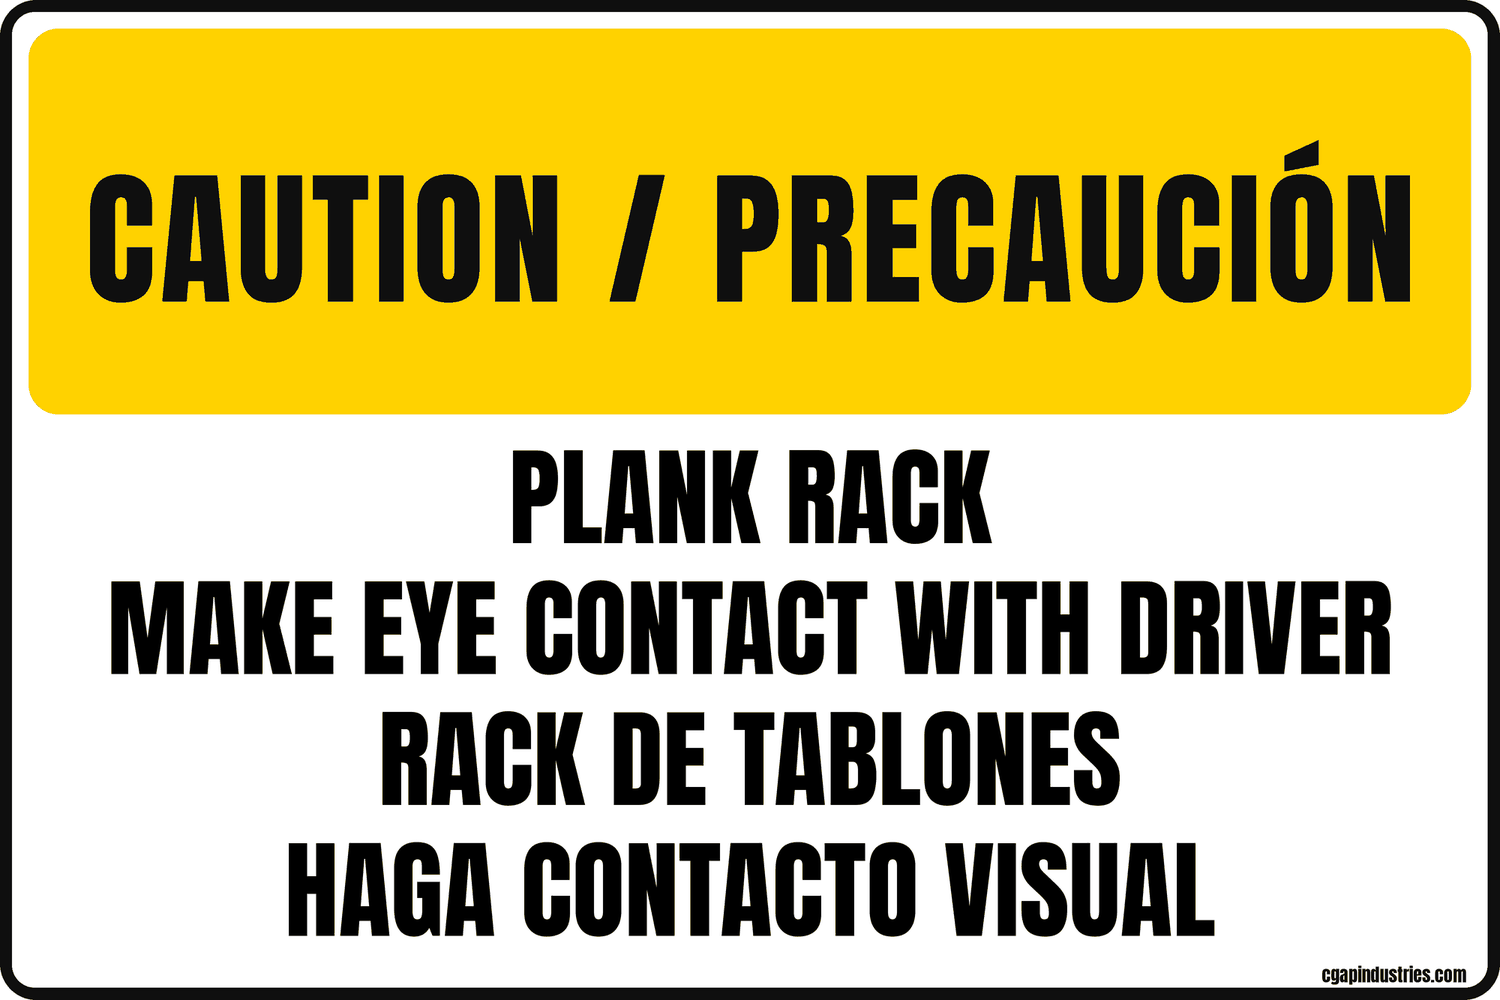 CAUTION / PRECAUCIÓN
PLANK RACK
MAKE EYE CONTACT WITH DRIVER
RACK DE TABLONES
HAGA CONTACTO VISUAL
cgapindustries.com